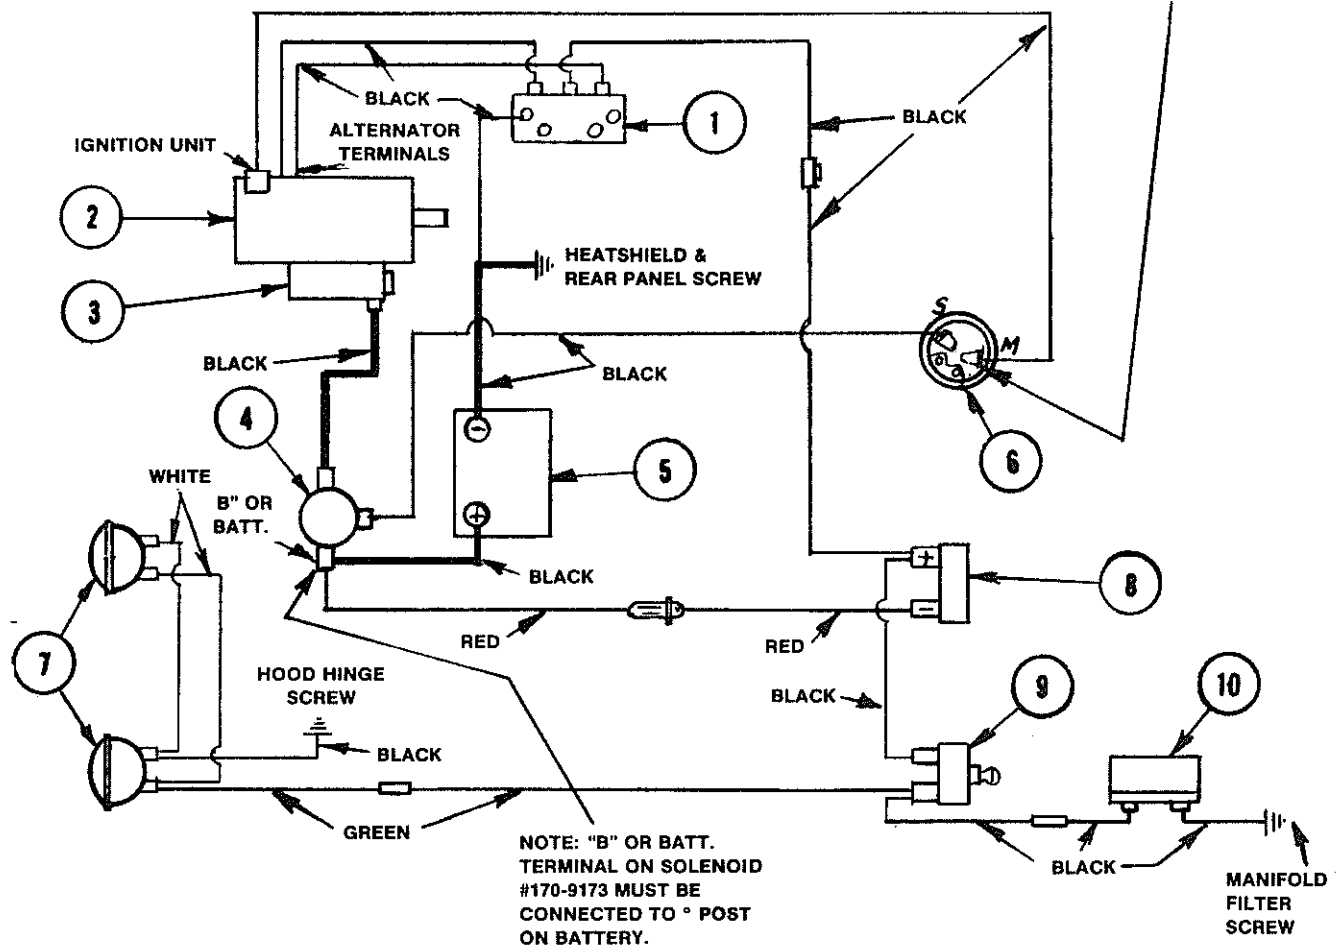 BLACK
1
BLACK
ALTERNATOR
TERMINALS
IGNITION UNIT
2
HEATSHIELD &
REAR PANEL SCREW
3
S
M
BLACK
BLACK
4
-
5
6
WHITE
B" OR
BATT.
+
BLACK
+
8
-
RED
RED
7
HOOD HINGE
SCREW
BLACK
9
10
BLACK
GREEN
NOTE: "B" OR BATT.
TERMINAL ON SOLENOID
#170-9173 MUST BE
CONNECTED TO ° POST
ON BATTERY.
BLACK
MANIFOLD
FILTER
SCREW